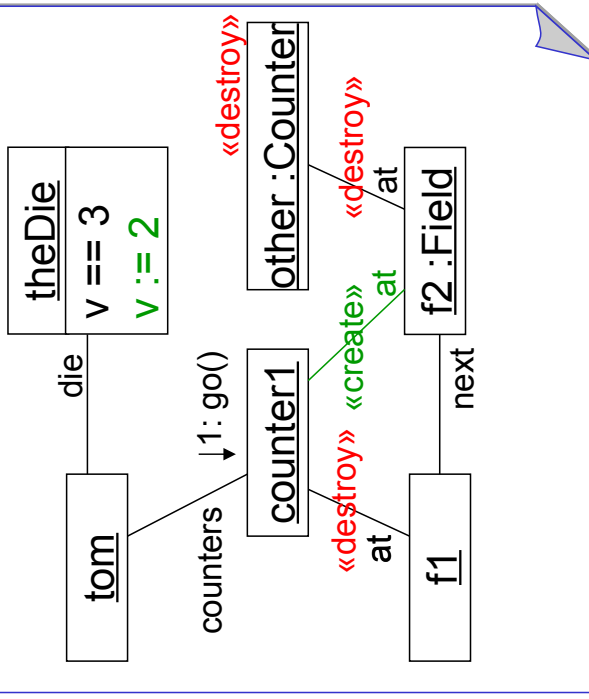 tom
die
theDie
v == 3
v := 2
counters
1: go()
counter1
other :Counter
«destroy»
«destroy»
at
«create»
at
«destroy»
at
f1
next
f2 :Field